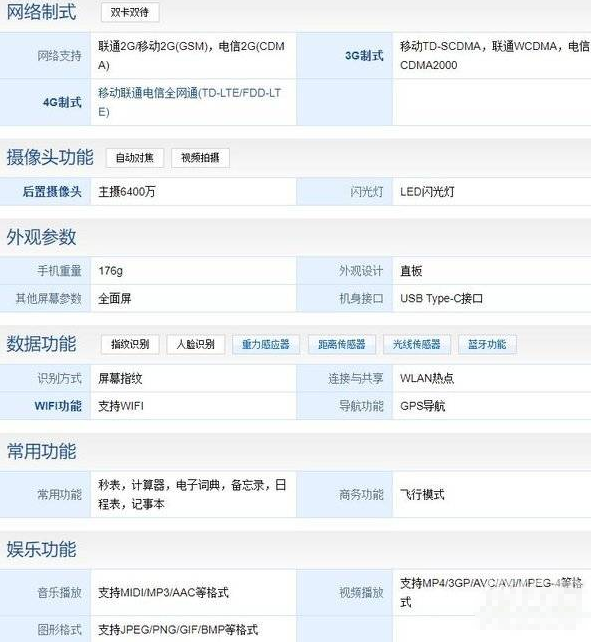 网络制式 双卡双待
网络支持 联通2G/移动2G(GSM)，电信2G(CDM
A)
3G制式 移动TD-SCDMA，联通WCDMA，电信
CDMA2000
4G制式 移动联通电信全网通(TD-LTE/FDD-LT
E)
摄像头功能 自动对焦 视频拍摄
后置摄像头 主摄6400万 闪光灯 LED闪光灯
外观参数
手机重量 176g 外观设计 直板
其他屏幕参数 全面屏 机身接口 USB Type-C接口
数据功能 指纹识别 人脸识别 重力感应器 距离传感器 光线传感器 蓝牙功能
识别方式 屏幕指纹 连接与共享 WLAN热点
WIFI功能 支持WIFI 导航功能 GPS导航
常用功能
常用功能 秒表，计算器，电子词典，备忘录，日
程表，记事本
商务功能 飞行模式
娱乐功能
音乐播放 支持MIDI/MP3/AAC等格式
视频播放 支持MP4/3GP/AVC/AVI/MPEG-4等格
式
图形格式 支持JPEG/PNG/GIF/BMP等格式